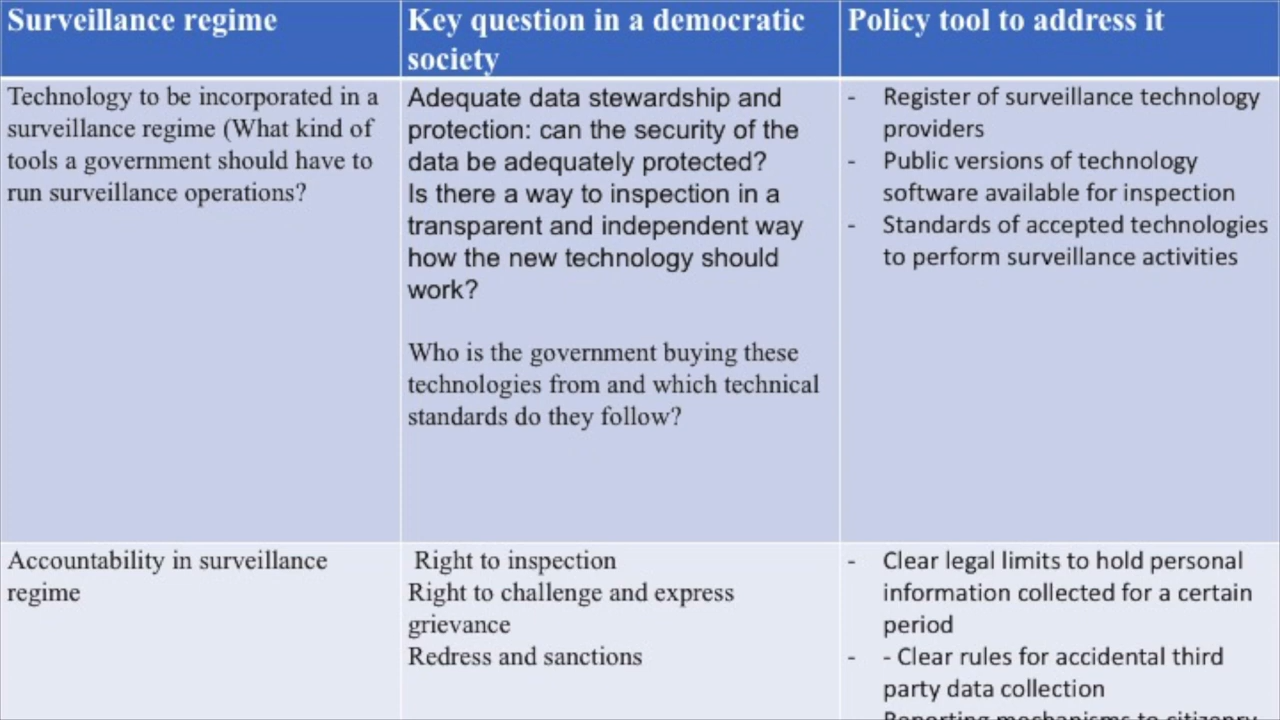 Surveillance regime
Key question in a democratic
society
Policy tool to address it
Technology to be incorporated in a
surveillance regime (What kind of
tools a government should have to
run surveillance operations?
Adequate data stewardship and
protection: can the security of the
data be adequately protected?
Is there a way to inspection in a
transparent and independent way
how the new technology should
work?
Who is the government buying these
technologies from and which technical
standards do they follow?
- Register of surveillance technology
providers
- Public versions of technology
software available for inspection
- Standards of accepted technologies
to perform surveillance activities
Accountability in surveillance
regime
Right to inspection
Right to challenge and express
grievance
Redress and sanctions
- Clear legal limits to hold personal
information collected for a certain
period
- - Clear rules for accidental third
party data collection
Reporting mechanisms to citizenry